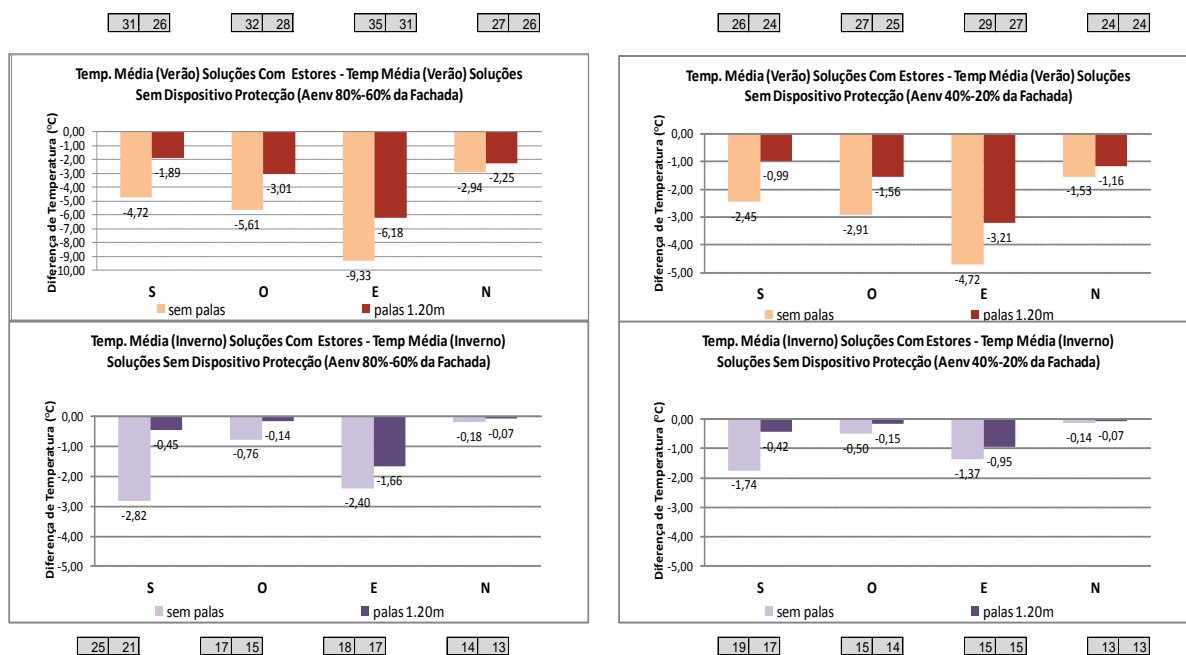 31 26 32 28 35 31 27 26
26 24 27 25 29 27 24 24
Temp. Média (Verão) Soluções Com Estores - Temp Média (Verão) Soluções
Sem Dispositivo Protecção (Aenv 80%-60% da Fachada)
Diferença de Temperatura (°C)
0,00
-1,00
-2,00
-3,00
-4,00
-5,00
-6,00
-7,00
-8,00
-9,00
-10,00
-4,72
-1,89
-5,61
-3,01
-9,33
-6,18
-2,94
-2,25
S O E N
sem palas palas 1.20m
Temp. Média (Verão) Soluções Com Estores - Temp Média (Verão) Soluções
Sem Dispositivo Protecção (Aenv 40%-20% da Fachada)
Diferença de Temperatura (°C)
0,00
-1,00
-2,00
-3,00
-4,00
-5,00
-2,45
-0,99
-2,91
-1,56
-4,72
-3,21
-1,53
-1,16
S O E N
sem palas palas 1.20m
Temp. Média (Inverno) Soluções Com Estores - Temp Média (Inverno)
Soluções Sem Dispositivo Protecção (Aenv 80%-60% da Fachada)
Diferença de Temperatura (°C)
0,00
-1,00
-2,00
-3,00
-4,00
-5,00
-2,82
-0,45
-0,76
-0,14
-2,40
-1,66
-0,18
-0,07
S O E N
sem palas palas 1.20m
Temp. Média (Inverno) Soluções Com Estores - Temp Média (Inverno)
Soluções Sem Dispositivo Protecção (Aenv 40%-20% da Fachada)
Diferença de Temperatura (°C)
0,00
-1,00
-2,00
-3,00
-4,00
-5,00
-1,74
-0,42
-0,50
-0,15
-1,37
-0,95
-0,14
-0,07
S O E N
sem palas palas 1.20m
25 21 17 15 18 17 14 13
19 17 15 14 15 15 13 13